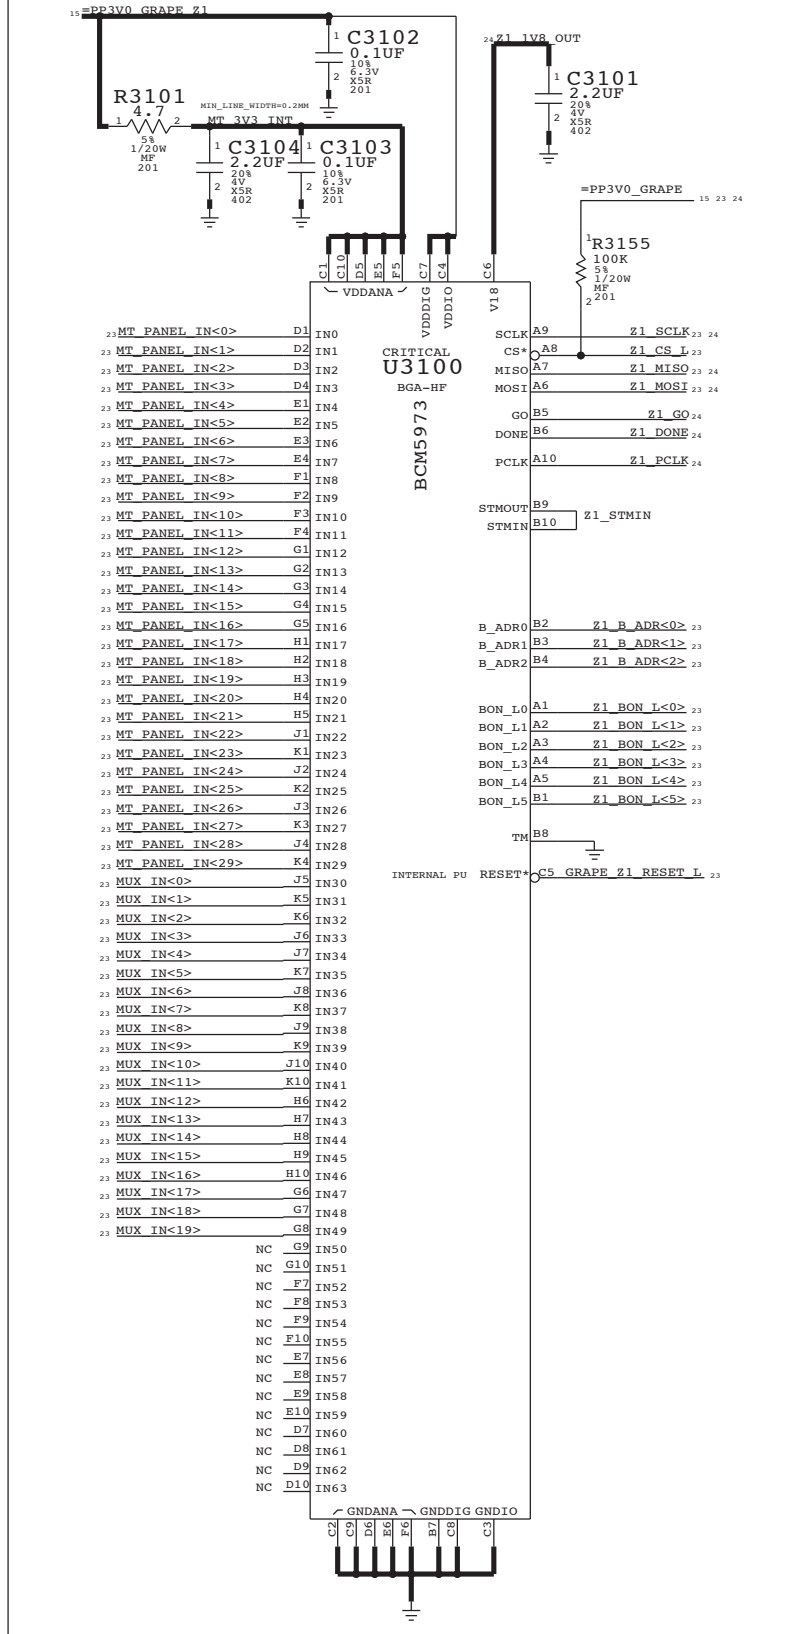 15 =PP3V0_GRAPE_Z1
1 C3102
0.1UF
10%
6.3V
2 X5R
201
24 Z1_1V8_OUT
1 C3101
2.2UF
20%
4V
2 X5R
402
R3101
4.7
1 2
5%
1/20W
MF
201
MIN_LINE_WIDTH=0.2MM
MT_3V3_INT
1 C3104
2.2UF
20%
4V
2 X5R
402
1 C3103
0.1UF
10%
6.3V
2 X5R
201
=PP3V0_GRAPE 15 23 24
1 R3155
100K
5%
1/20W
MF
2 201
C1 C10 D5 E5 F5 C7 C4 C6
VDDANA VDDDIG VDDIO V18
CRITICAL
U3100
BGA-HF
BCM5973
23 MT_PANEL_IN<0> D1 IN0
23 MT_PANEL_IN<1> D2 IN1
23 MT_PANEL_IN<2> D3 IN2
23 MT_PANEL_IN<3> D4 IN3
23 MT_PANEL_IN<4> E1 IN4
23 MT_PANEL_IN<5> E2 IN5
23 MT_PANEL_IN<6> E3 IN6
23 MT_PANEL_IN<7> E4 IN7
23 MT_PANEL_IN<8> F1 IN8
23 MT_PANEL_IN<9> F2 IN9
23 MT_PANEL_IN<10> F3 IN10
23 MT_PANEL_IN<11> F4 IN11
23 MT_PANEL_IN<12> G1 IN12
23 MT_PANEL_IN<13> G2 IN13
23 MT_PANEL_IN<14> G3 IN14
23 MT_PANEL_IN<15> G4 IN15
23 MT_PANEL_IN<16> G5 IN16
23 MT_PANEL_IN<17> H1 IN17
23 MT_PANEL_IN<18> H2 IN18
23 MT_PANEL_IN<19> H3 IN19
23 MT_PANEL_IN<20> H4 IN20
23 MT_PANEL_IN<21> H5 IN21
23 MT_PANEL_IN<22> J1 IN22
23 MT_PANEL_IN<23> K1 IN23
23 MT_PANEL_IN<24> J2 IN24
23 MT_PANEL_IN<25> K2 IN25
23 MT_PANEL_IN<26> J3 IN26
23 MT_PANEL_IN<27> K3 IN27
23 MT_PANEL_IN<28> J4 IN28
23 MT_PANEL_IN<29> K4 IN29
23 MUX_IN<0> J5 IN30
23 MUX_IN<1> K5 IN31
23 MUX_IN<2> K6 IN32
23 MUX_IN<3> J6 IN33
23 MUX_IN<4> J7 IN34
23 MUX_IN<5> K7 IN35
23 MUX_IN<6> J8 IN36
23 MUX_IN<7> K8 IN37
23 MUX_IN<8> J9 IN38
23 MUX_IN<9> K9 IN39
23 MUX_IN<10> J10 IN40
23 MUX_IN<11> K10 IN41
23 MUX_IN<12> H6 IN42
23 MUX_IN<13> H7 IN43
23 MUX_IN<14> H8 IN44
23 MUX_IN<15> H9 IN45
23 MUX_IN<16> H10 IN46
23 MUX_IN<17> G6 IN47
23 MUX_IN<18> G7 IN48
23 MUX_IN<19> G8 IN49
NC G9 IN50
NC G10 IN51
NC F7 IN52
NC F8 IN53
NC F9 IN54
NC F10 IN55
NC E7 IN56
NC E8 IN57
NC E9 IN58
NC E10 IN59
NC D7 IN60
NC D8 IN61
NC D9 IN62
NC D10 IN63
SCLK A9 Z1_SCLK 23 24
CS* A8 Z1_CS_L 23
MISO A7 Z1_MISO 23 24
MOSI A6 Z1_MOSI 23 24
GO B5 Z1_GO 24
DONE B6 Z1_DONE 24
PCLK A10 Z1_PCLK 24
STMOUT B9 Z1_STMIN
STMIN B10
B_ADR0 B2 Z1_B_ADR<0> 23
B_ADR1 B3 Z1_B_ADR<1> 23
B_ADR2 B4 Z1_B_ADR<2> 23
BON_L0 A1 Z1_BON_L<0> 23
BON_L1 A2 Z1_BON_L<1> 23
BON_L2 A3 Z1_BON_L<2> 23
BON_L3 A4 Z1_BON_L<3> 23
BON_L4 A5 Z1_BON_L<4> 23
BON_L5 B1 Z1_BON_L<5> 23
TM B8
INTERNAL PU RESET* C5 GRAPE_Z1_RESET_L 23
GNDANA GNDDIG GNDIO
C2 C9 D6 E6 F6 B7 C8 C3